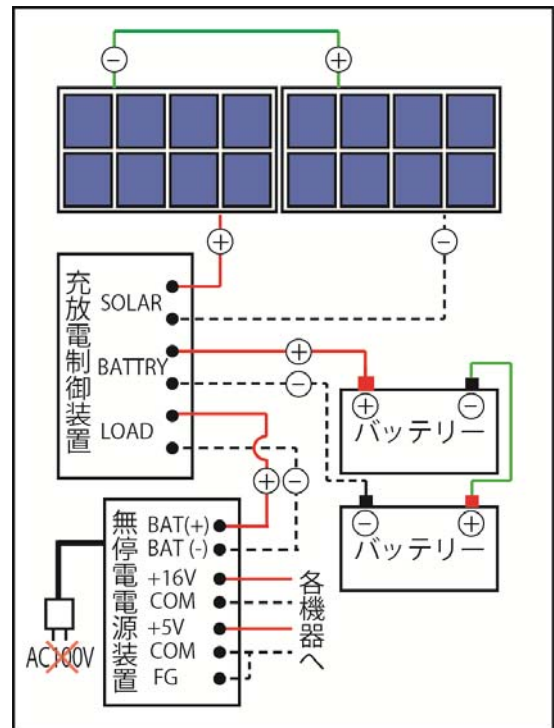 ⊖
⊕
⊕
⊖
充放電制御装置
SOLAR
BATTRY
⊕
⊖
LOAD
⊕ ⊖
バッテリー
⊕ ⊖
バッテリー
⊖ ⊕
無停電電源装置
BAT(+)
BAT (-)
+16V
COM
+5V
COM
FG
各機器へ
AC100V